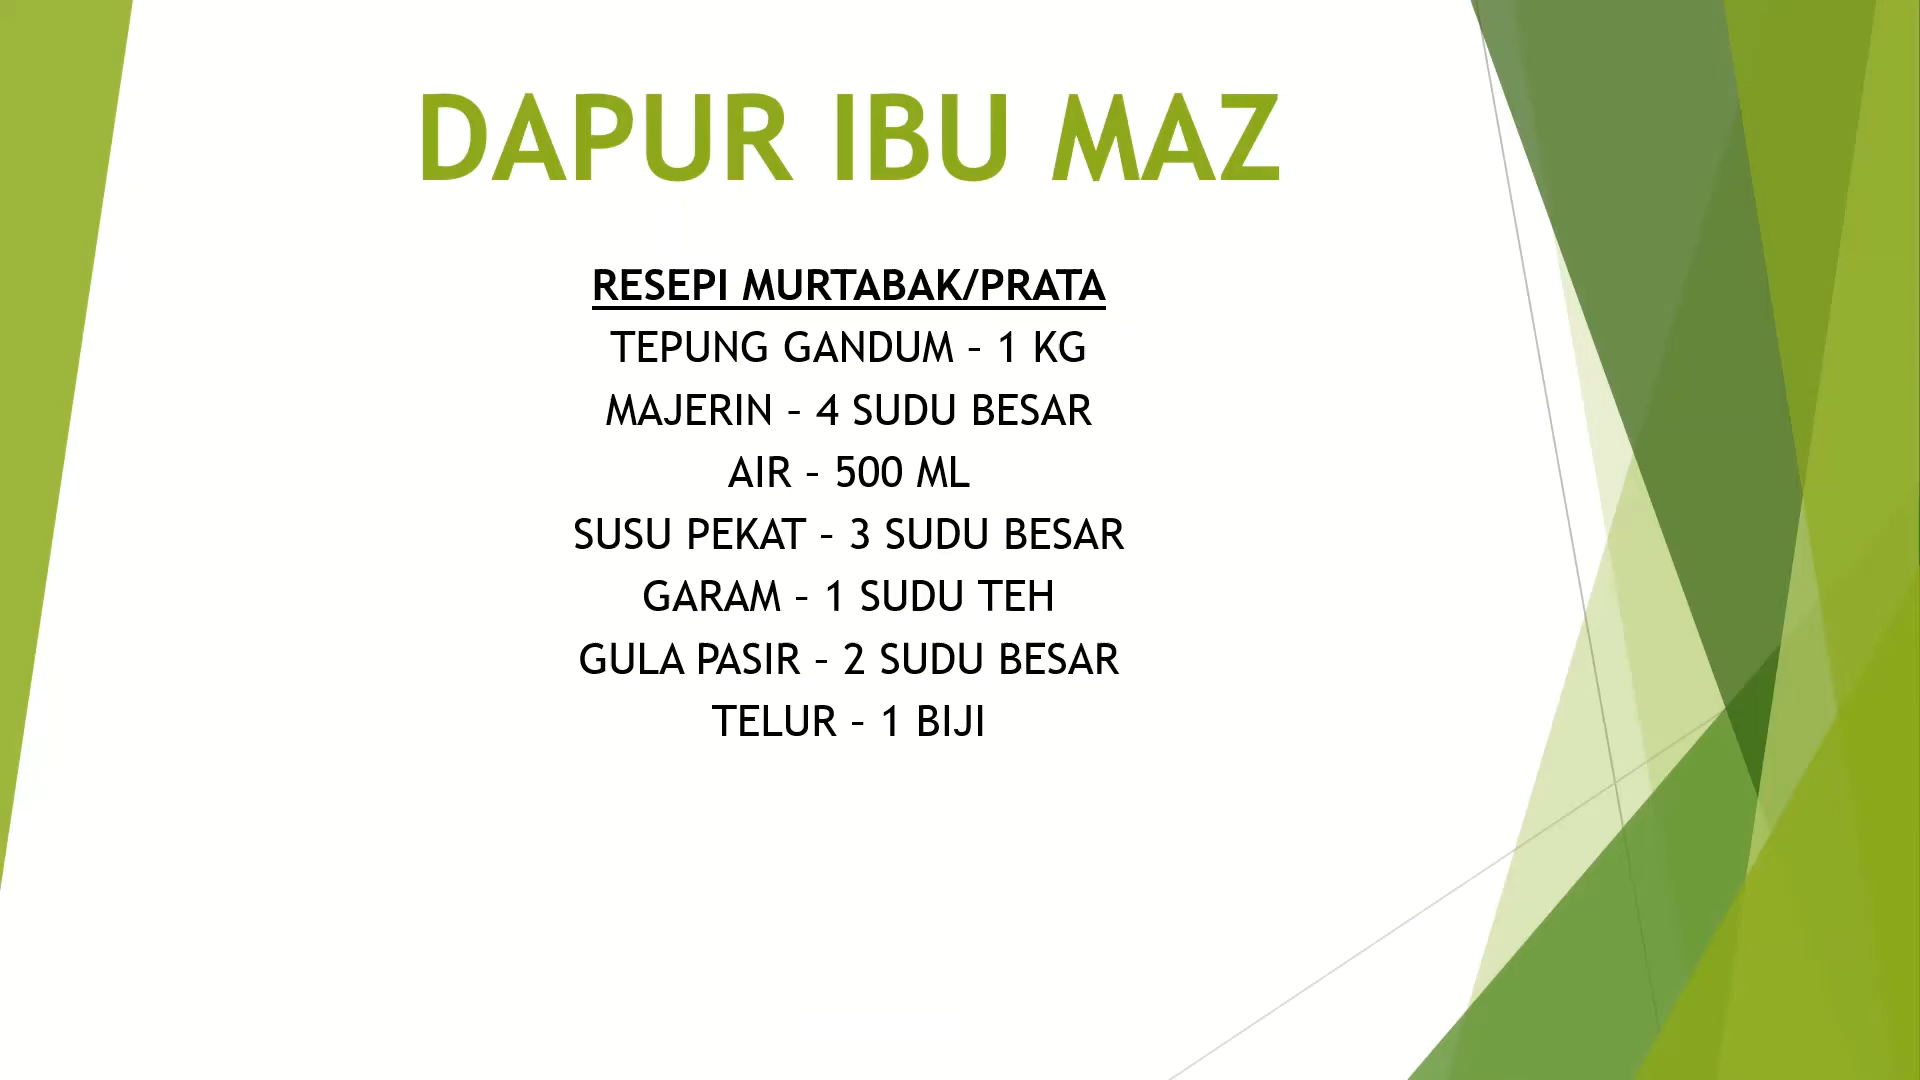 DAPUR IBU MAZ
RESEPI MURTABAK/PRATA
TEPUNG GANDUM – 1 KG
MAJERIN – 4 SUDU BESAR
AIR – 500 ML
SUSU PEKAT – 3 SUDU BESAR
GARAM – 1 SUDU TEH
GULA PASIR – 2 SUDU BESAR
TELUR – 1 BIJI